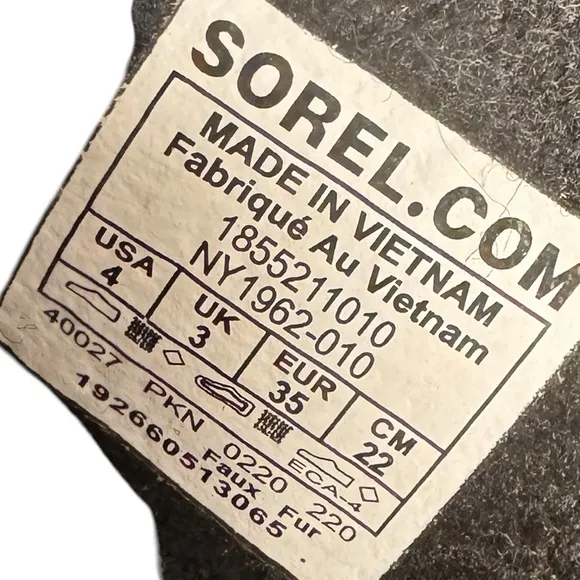 SOREL.COM
MADE IN VIETNAM
Fabriqué Au Vietnam
1855211010
NY1962-010
USA UK EUR CM
4 3 35 22
40027 PKN 0220 ECA-4 220
Faux Fur
192660513065